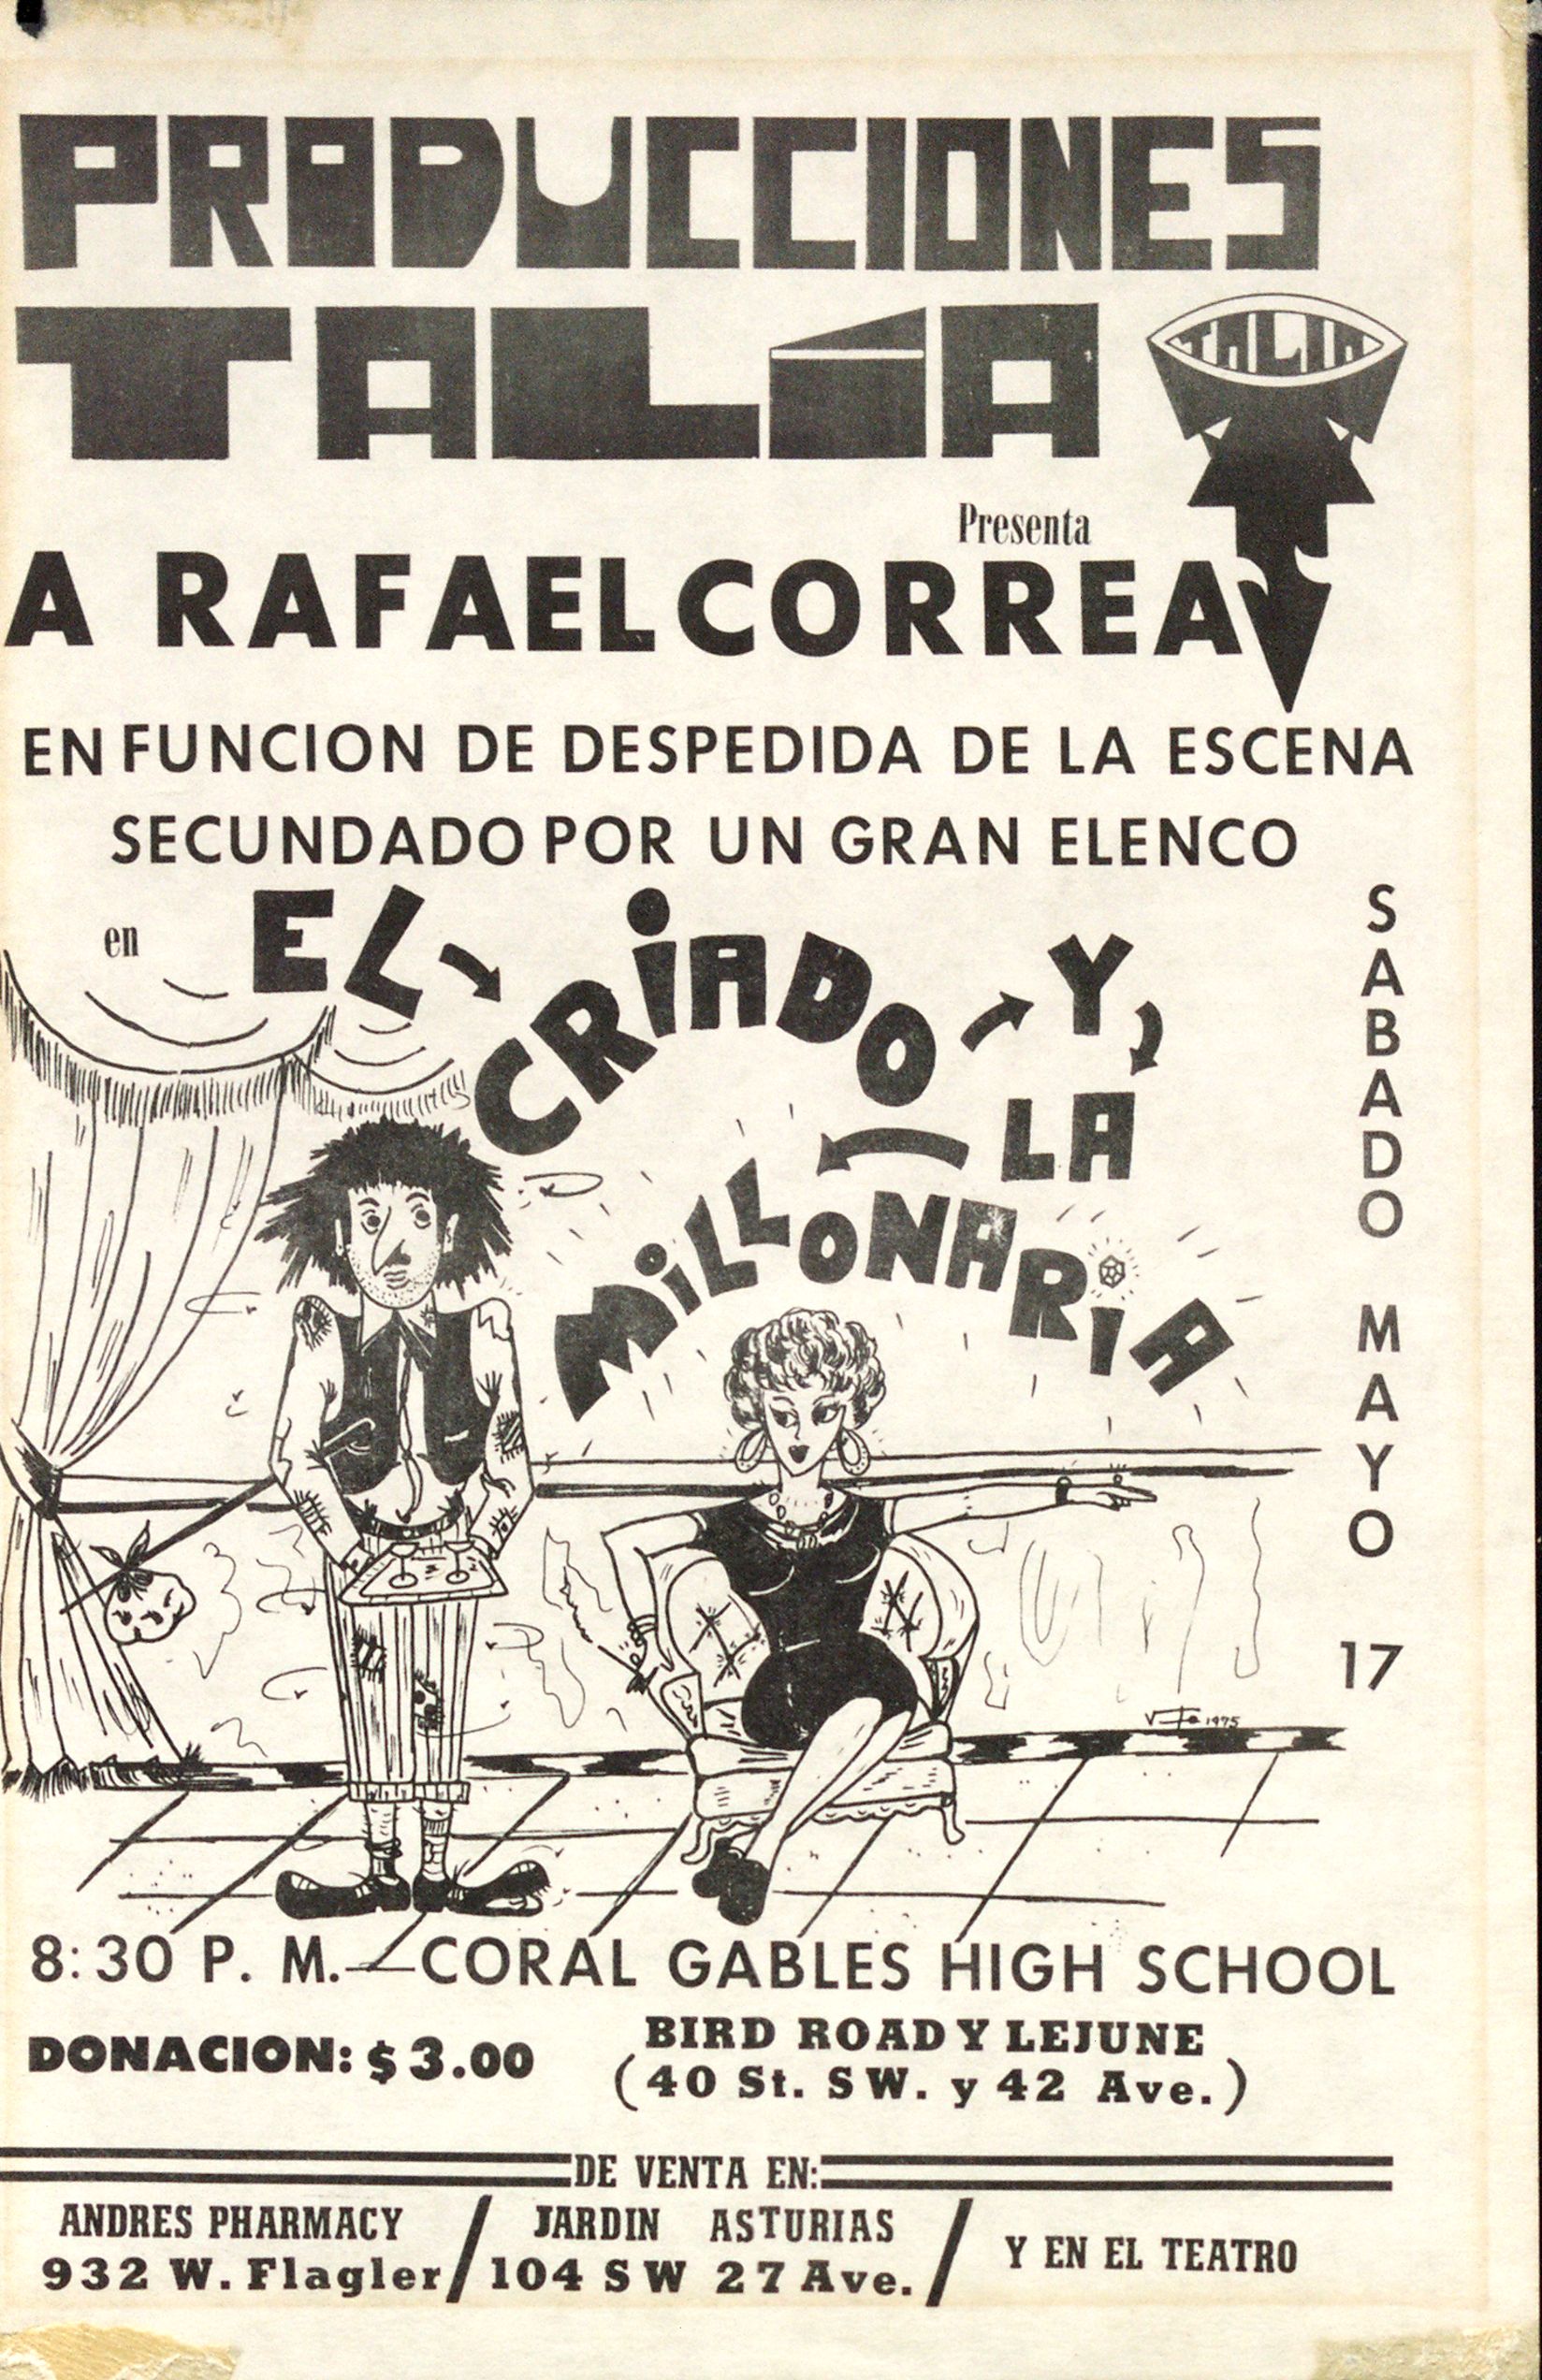 PRODUCCIONES
TALÍA
TALIA
Presenta
A RAFAEL CORREA
EN FUNCION DE DESPEDIDA DE LA ESCENA
SECUNDADO POR UN GRAN ELENCO
en
EL CRIADO Y LA MILLONARIA
SABADO MAYO 17
1975
8:30 P. M.—CORAL GABLES HIGH SCHOOL
DONACION: $3.00
BIRD ROAD Y LEJUNE
(40 St. SW. y 42 Ave.)
DE VENTA EN:
ANDRES PHARMACY
932 W. Flagler
/
JARDIN ASTURIAS
104 SW 27 Ave.
/
Y EN EL TEATRO